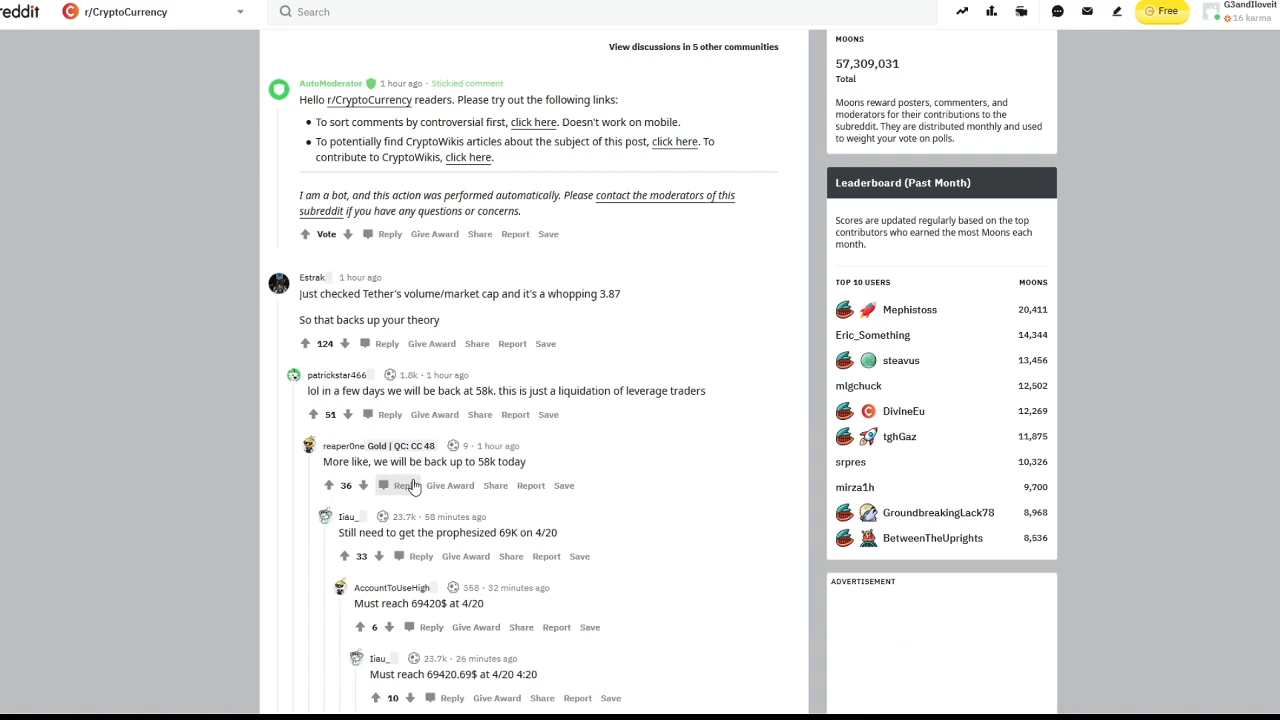 reddit
r/CryptoCurrency
Search
Free
G3andIloveit
16 karma
View discussions in 5 other communities
AutoModerator 1 hour ago · Stickied comment
Hello r/CryptoCurrency readers. Please try out the following links:
• To sort comments by controversial first, click here. Doesn't work on mobile.
• To potentially find CryptoWikis articles about the subject of this post, click here. To
contribute to CryptoWikis, click here.
I am a bot, and this action was performed automatically. Please contact the moderators of this
subreddit if you have any questions or concerns.
Vote Reply Give Award Share Report Save
Estrak 1 hour ago
Just checked Tether's volume/market cap and it's a whopping 3.87
So that backs up your theory
124 Reply Give Award Share Report Save
patrickstar466 1.8k · 1 hour ago
lol in a few days we will be back at 58k. this is just a liquidation of leverage traders
51 Reply Give Award Share Report Save
reaper0ne Gold | QC: CC 48 9 · 1 hour ago
More like, we will be back up to 58k today
36 Reply Give Award Share Report Save
Iiau_ 23.7k · 58 minutes ago
Still need to get the prophesized 69K on 4/20
33 Reply Give Award Share Report Save
AccountToUseHigh 358 · 32 minutes ago
Must reach 69420$ at 4/20
6 Reply Give Award Share Report Save
Iiau_ 23.7k · 26 minutes ago
Must reach 69420.69$ at 4/20 4:20
10 Reply Give Award Share Report Save
MOONS
57,309,031
Total
Moons reward posters, commenters, and
moderators for their contributions to the
subreddit. They are distributed monthly and used
to weight your vote on polls.
Leaderboard (Past Month)
Scores are updated regularly based on the top
contributors who earned the most Moons each
month.
TOP 10 USERS MOONS
Mephistoss 20,411
Eric_Something 14,344
steavus 13,456
mlgchuck 12,502
DivineEu 12,269
tghGaz 11,875
srpres 10,326
mirza1h 9,700
GroundbreakingLack78 8,968
BetweenTheUprights 8,536
ADVERTISEMENT